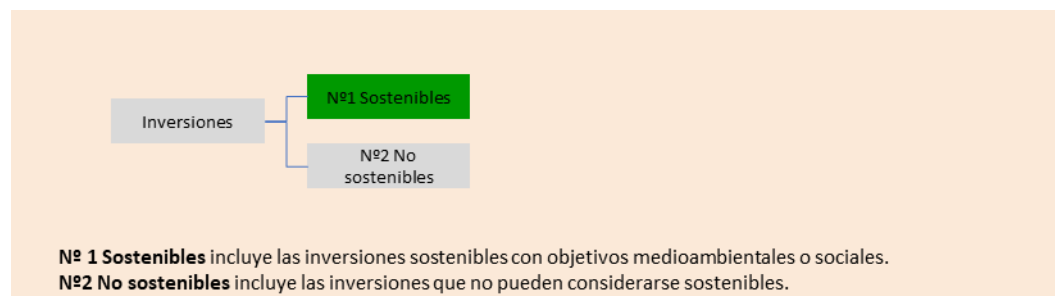 Nº1 Sostenibles
Inversiones
Nº2 No
sostenibles
Nº 1 Sostenibles incluye las inversiones sostenibles con objetivos medioambientales o sociales.
Nº2 No sostenibles incluye las inversiones que no pueden considerarse sostenibles.